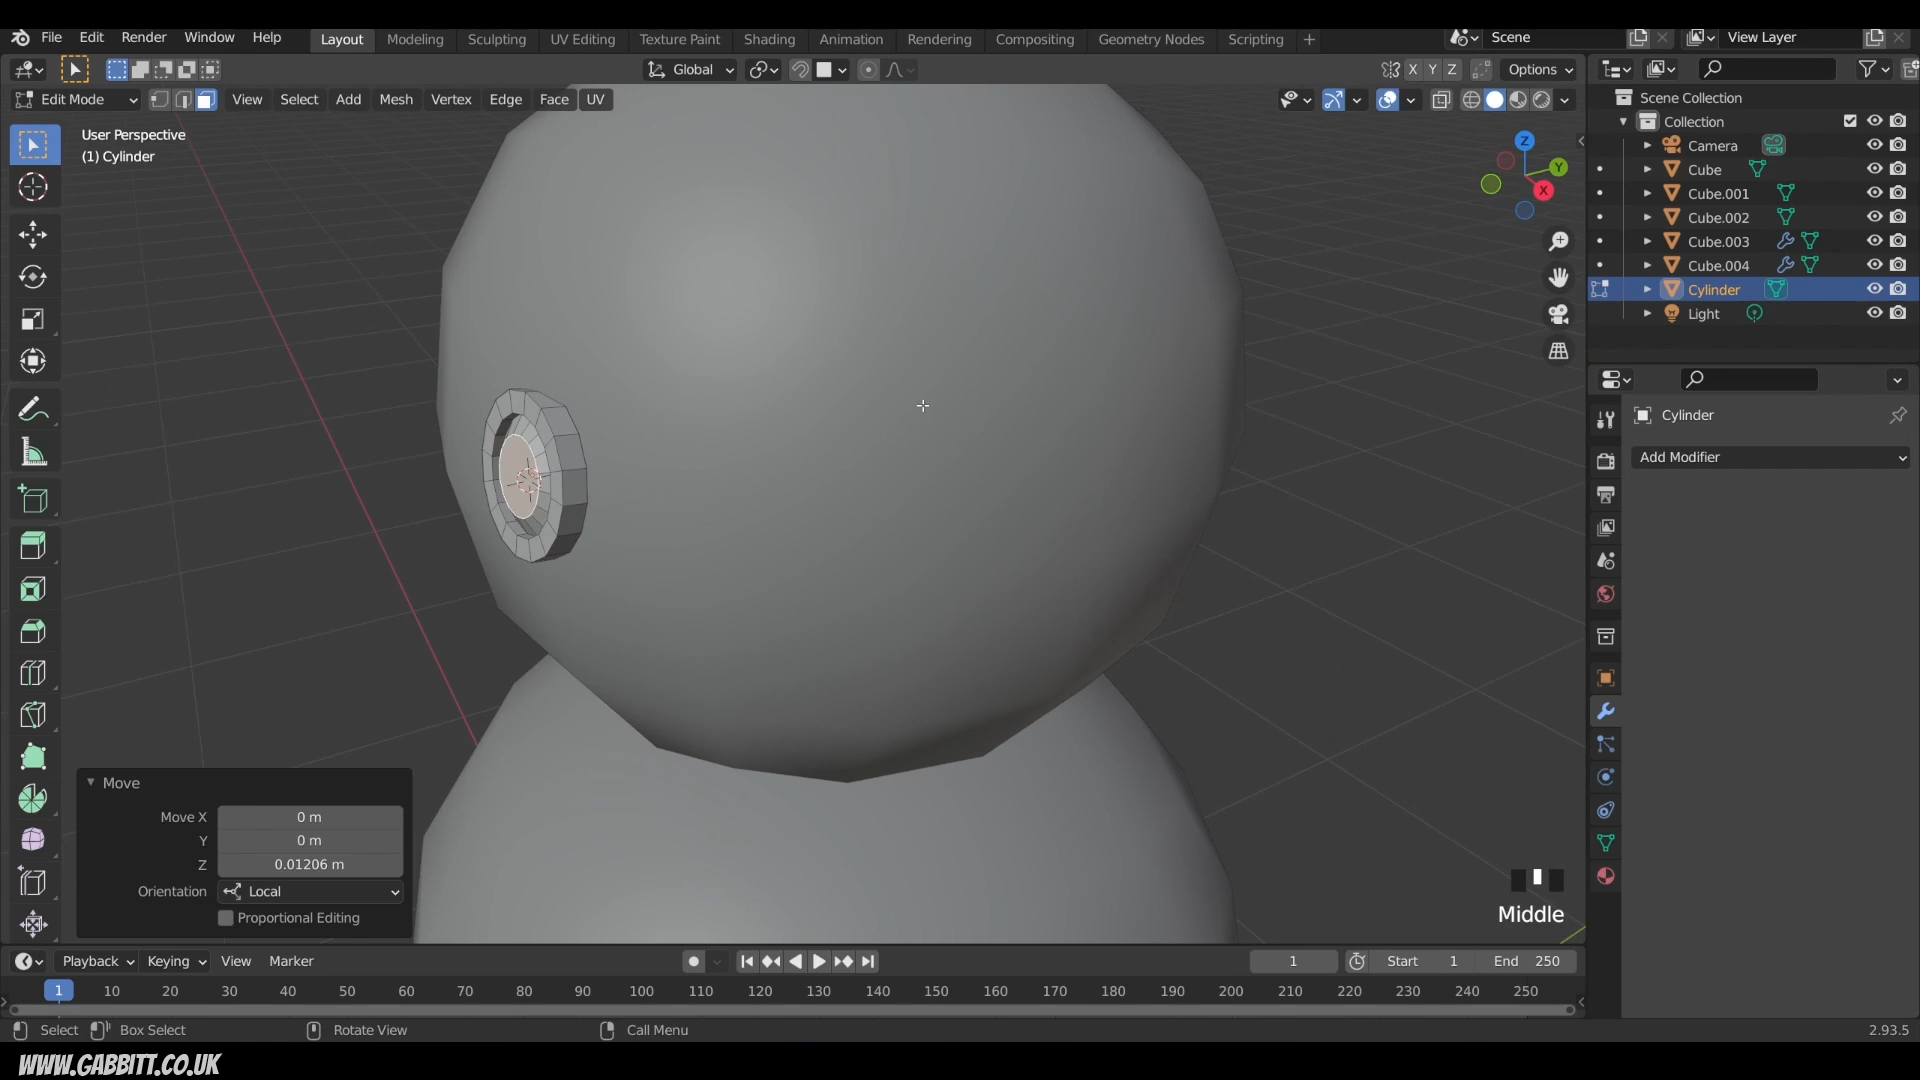 File Edit Render Window Help Layout Modeling Sculpting UV Editing Texture Paint Shading Animation Rendering Compositing Geometry Nodes Scripting + Scene View Layer
Global X Y Z Options
Edit Mode View Select Add Mesh Vertex Edge Face UV
User Perspective
(1) Cylinder
Z
Y
X
Scene Collection
Collection
Camera
Cube
Cube.001
Cube.002
Cube.003
Cube.004
Cylinder
Light
Cylinder
Add Modifier
Move
Move X 0 m
Y 0 m
Z 0.01206 m
Orientation Local
Proportional Editing
Middle
Playback Keying View Marker 1 Start 1 End 250
1 10 20 30 40 50 60 70 80 90 100 110 120 130 140 150 160 170 180 190 200 210 220 230 240 250
Select Box Select Rotate View Call Menu 2.93.5
WWW.GABBITT.CO.UK